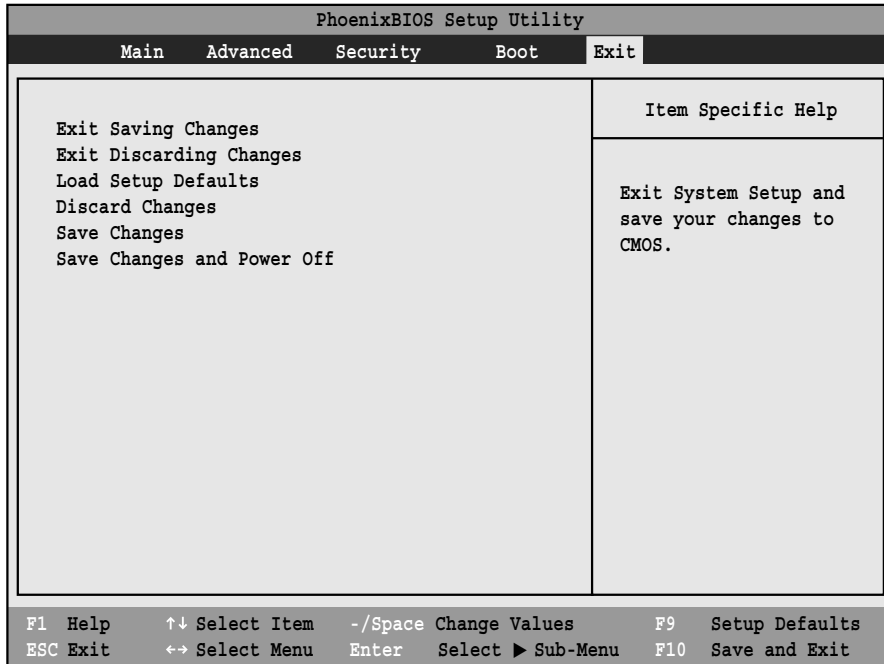 PhoenixBIOS Setup Utility
Main Advanced Security Boot Exit
Item Specific Help
Exit Saving Changes
Exit Discarding Changes
Load Setup Defaults
Discard Changes
Save Changes
Save Changes and Power Off
Exit System Setup and
save your changes to
CMOS.
F1 Help ↑↓ Select Item -/Space Change Values F9 Setup Defaults
ESC Exit ←→ Select Menu Enter Select ▶ Sub-Menu F10 Save and Exit